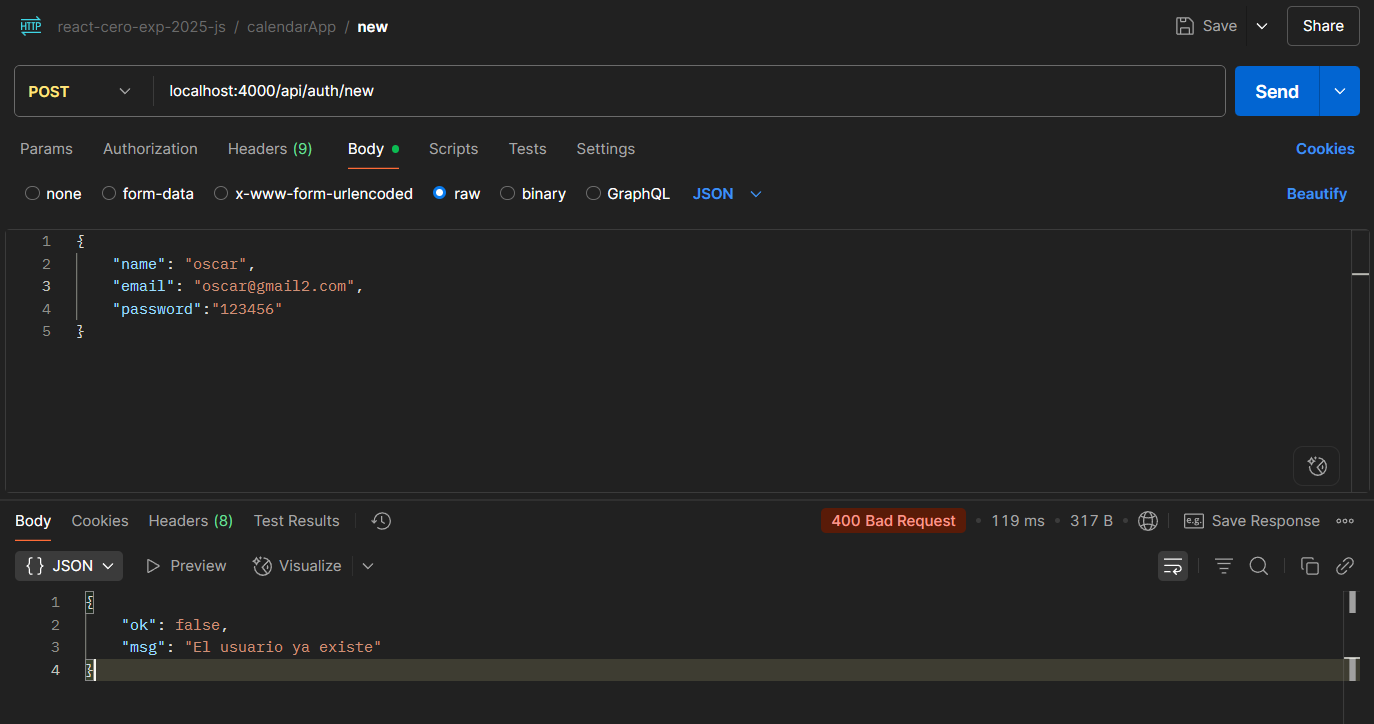 HTTP react-cero-exp-2025-js / calendarApp / new Save Share
POST localhost:4000/api/auth/new Send
Params Authorization Headers (9) Body Scripts Tests Settings Cookies
none form-data x-www-form-urlencoded raw binary GraphQL JSON Beautify
1 {
2 "name": "oscar",
3 "email": "oscar@gmail2.com",
4 "password":"123456"
5 }
Body Cookies Headers (8) Test Results 400 Bad Request • 119 ms • 317 B • e.g. Save Response
{} JSON Preview Visualize
1 {
2 "ok": false,
3 "msg": "El usuario ya existe"
4 }